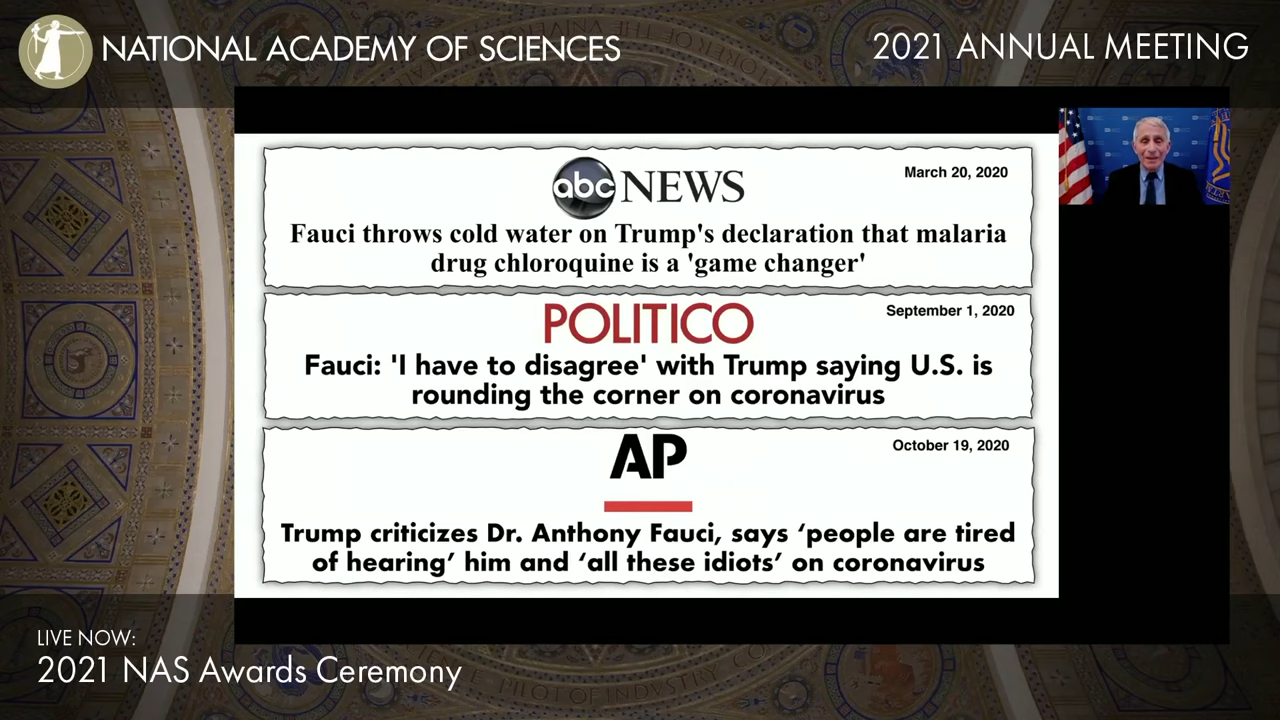 NATIONAL ACADEMY OF SCIENCES
2021 ANNUAL MEETING
abc NEWS
March 20, 2020
Fauci throws cold water on Trump's declaration that malaria
drug chloroquine is a 'game changer'
POLITICO
September 1, 2020
Fauci: 'I have to disagree' with Trump saying U.S. is
rounding the corner on coronavirus
AP
October 19, 2020
Trump criticizes Dr. Anthony Fauci, says ‘people are tired
of hearing’ him and ‘all these idiots’ on coronavirus
LIVE NOW:
2021 NAS Awards Ceremony
PILOT OF INDUSTRY